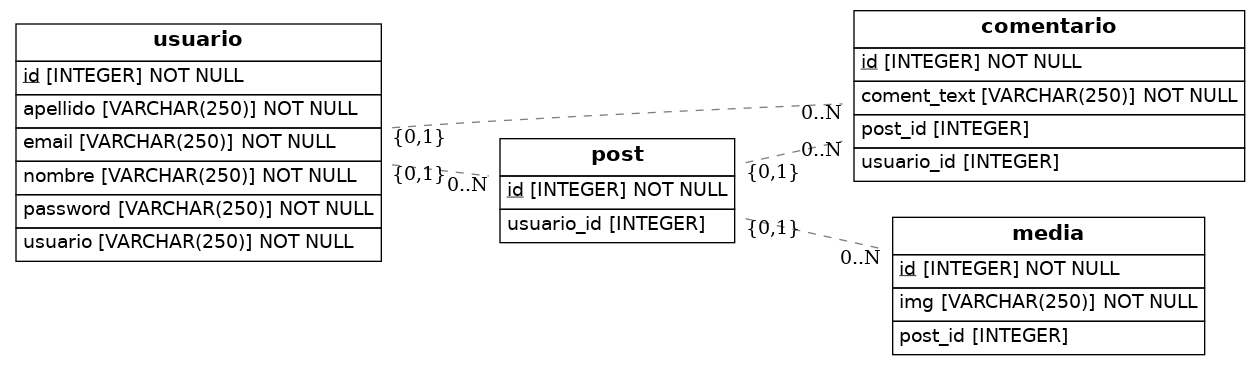 usuario
id [INTEGER] NOT NULL
apellido [VARCHAR(250)] NOT NULL
email [VARCHAR(250)] NOT NULL
nombre [VARCHAR(250)] NOT NULL
password [VARCHAR(250)] NOT NULL
usuario [VARCHAR(250)] NOT NULL
{0,1}
0..N
{0,1}
0..N
post
id [INTEGER] NOT NULL
usuario_id [INTEGER]
{0,1}
0..N
{0,1}
0..N
comentario
id [INTEGER] NOT NULL
coment_text [VARCHAR(250)] NOT NULL
post_id [INTEGER]
usuario_id [INTEGER]
media
id [INTEGER] NOT NULL
img [VARCHAR(250)] NOT NULL
post_id [INTEGER]